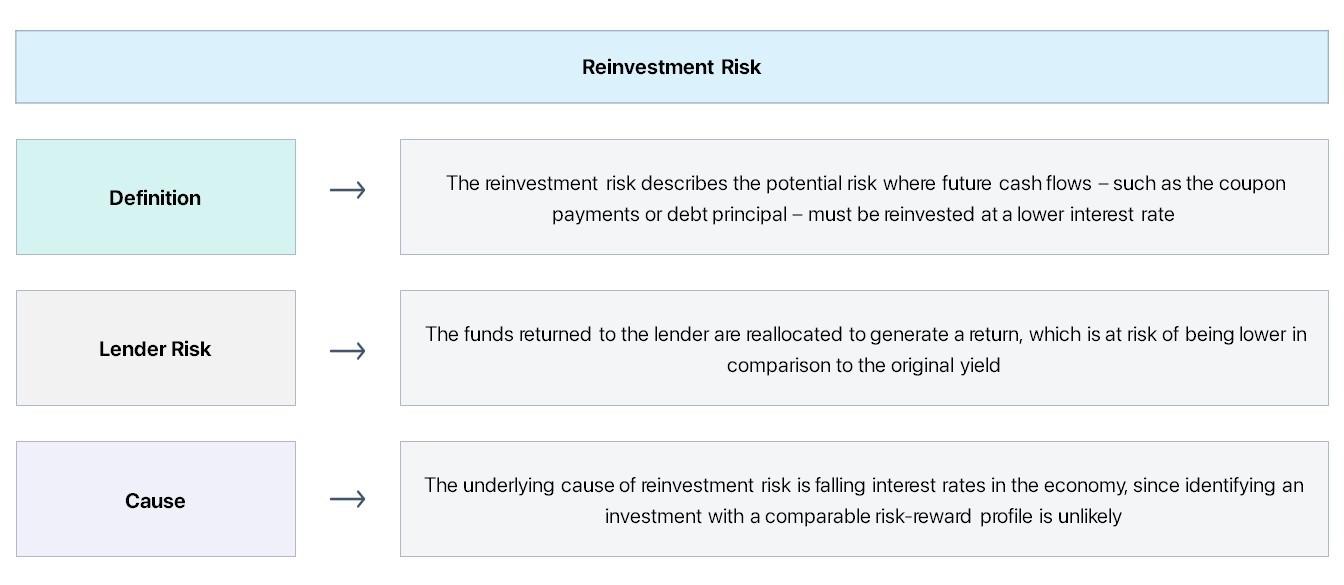 Reinvestment Risk
Definition
The reinvestment risk describes the potential risk where future cash flows – such as the coupon
payments or debt principal – must be reinvested at a lower interest rate
Lender Risk
The funds returned to the lender are reallocated to generate a return, which is at risk of being lower in
comparison to the original yield
Cause
The underlying cause of reinvestment risk is falling interest rates in the economy, since identifying an
investment with a comparable risk-reward profile is unlikely